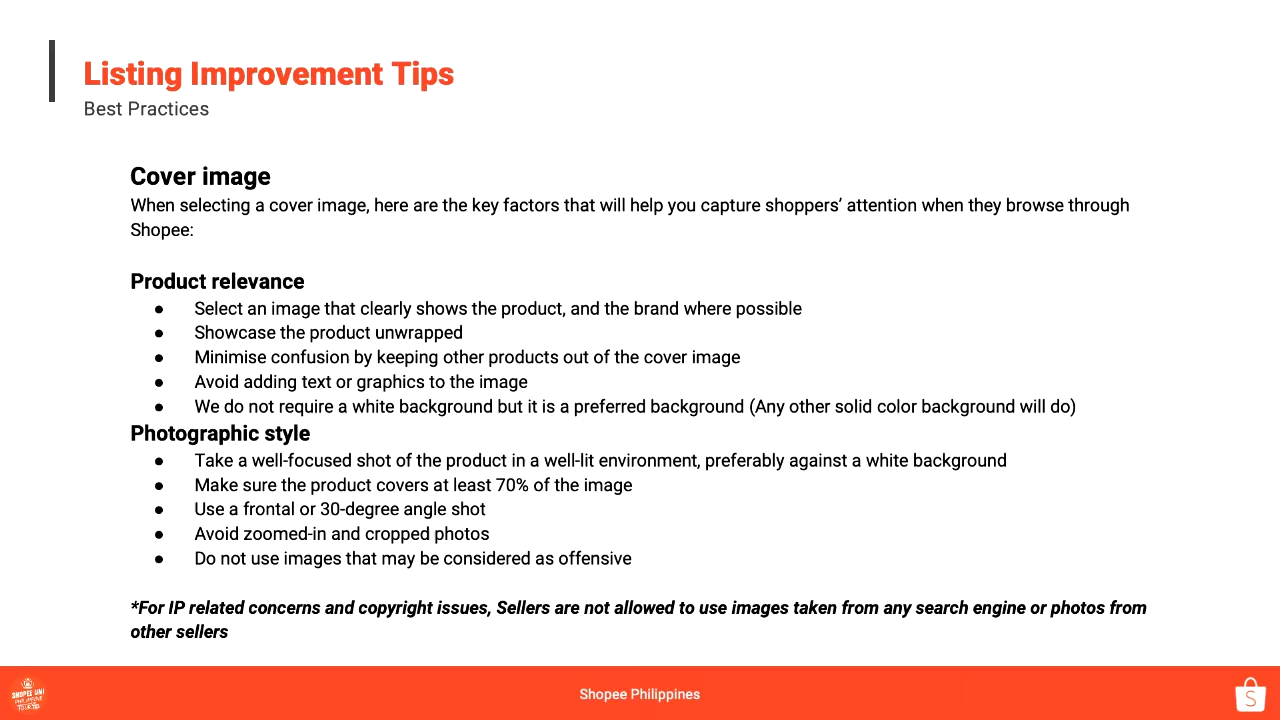 Listing Improvement Tips
Best Practices
Cover image
When selecting a cover image, here are the key factors that will help you capture shoppers’ attention when they browse through
Shopee:
Product relevance
● Select an image that clearly shows the product, and the brand where possible
● Showcase the product unwrapped
● Minimise confusion by keeping other products out of the cover image
● Avoid adding text or graphics to the image
● We do not require a white background but it is a preferred background (Any other solid color background will do)
Photographic style
● Take a well-focused shot of the product in a well-lit environment, preferably against a white background
● Make sure the product covers at least 70% of the image
● Use a frontal or 30-degree angle shot
● Avoid zoomed-in and cropped photos
● Do not use images that may be considered as offensive
*For IP related concerns and copyright issues, Sellers are not allowed to use images taken from any search engine or photos from
other sellers
SHOPEE UNI
Shopee Philippines
S